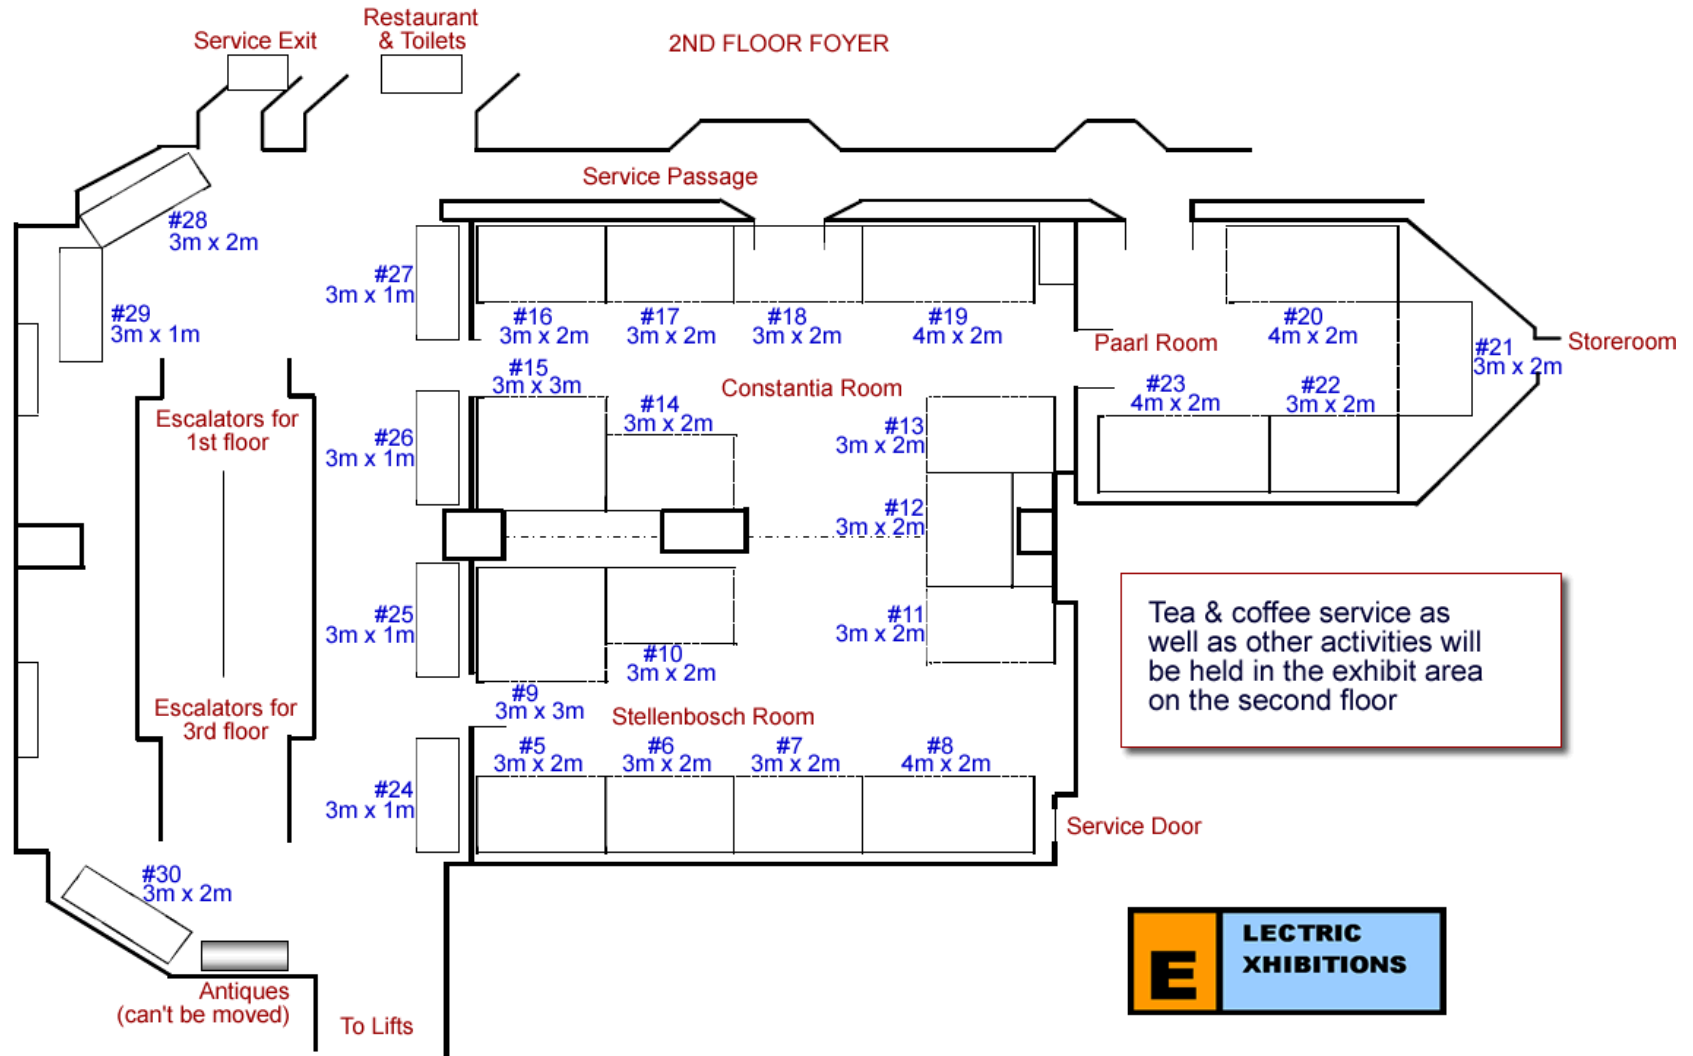 Restaurant
& Toilets
Service Exit
2ND FLOOR FOYER
Service Passage
#28
3m x 2m
#29
3m x 1m
#27
3m x 1m
#16
3m x 2m
#17
3m x 2m
#18
3m x 2m
#19
4m x 2m
#20
4m x 2m
#21
3m x 2m
Storeroom
Paarl Room
#15
3m x 3m
Constantia Room
#14
3m x 2m
#23
4m x 2m
#22
3m x 2m
Escalators for
1st floor
#26
3m x 1m
#13
3m x 2m
#12
3m x 2m
#25
3m x 1m
#11
3m x 2m
#10
3m x 2m
Tea & coffee service as
well as other activities will
be held in the exhibit area
on the second floor
Escalators for
3rd floor
#9
3m x 3m
Stellenbosch Room
#5
3m x 2m
#6
3m x 2m
#7
3m x 2m
#8
4m x 2m
#24
3m x 1m
Service Door
#30
3m x 2m
Antiques
(can't be moved)
To Lifts
E
LECTRIC
XHIBITIONS